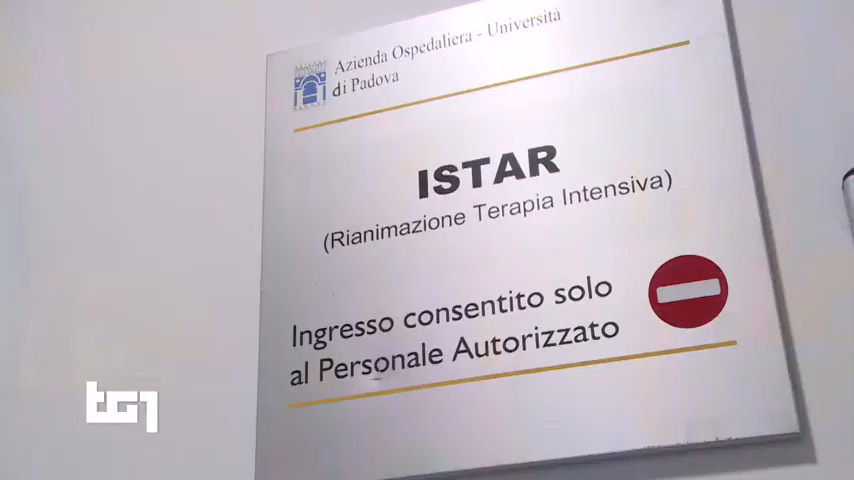 Azienda Ospedaliera - Università
di Padova
ISTAR
(Rianimazione Terapia Intensiva)
Ingresso consentito solo
al Personale Autorizzato
tg1